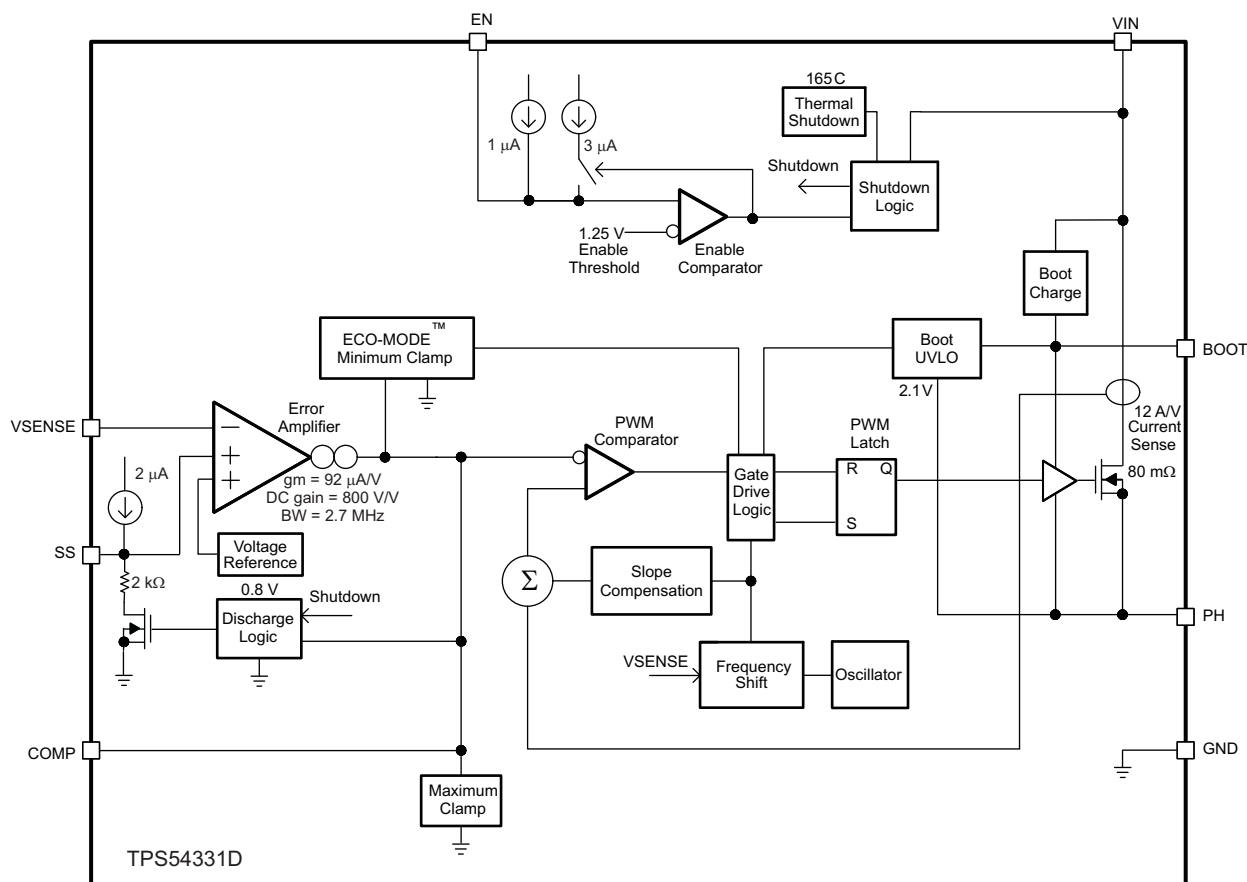 EN
VIN
165C
Thermal
Shutdown
1 μA
3 μA
Shutdown
Shutdown
Logic
1.25 V
Enable
Threshold
Enable
Comparator
Boot
Charge
ECO-MODE™
Minimum Clamp
Boot
UVLO
BOOT
2.1V
VSENSE
Error
Amplifier
PWM
Comparator
PWM
Latch
12 A/V
Current
Sense
80 mΩ
2 μA
gm = 92 μA/V
DC gain = 800 V/V
BW = 2.7 MHz
Gate
Drive
Logic
R Q
S
SS
Voltage
Reference
2 kΩ
0.8 V
Shutdown
Discharge
Logic
Σ
Slope
Compensation
PH
VSENSE
Frequency
Shift
Oscillator
COMP
GND
Maximum
Clamp
TPS54331D